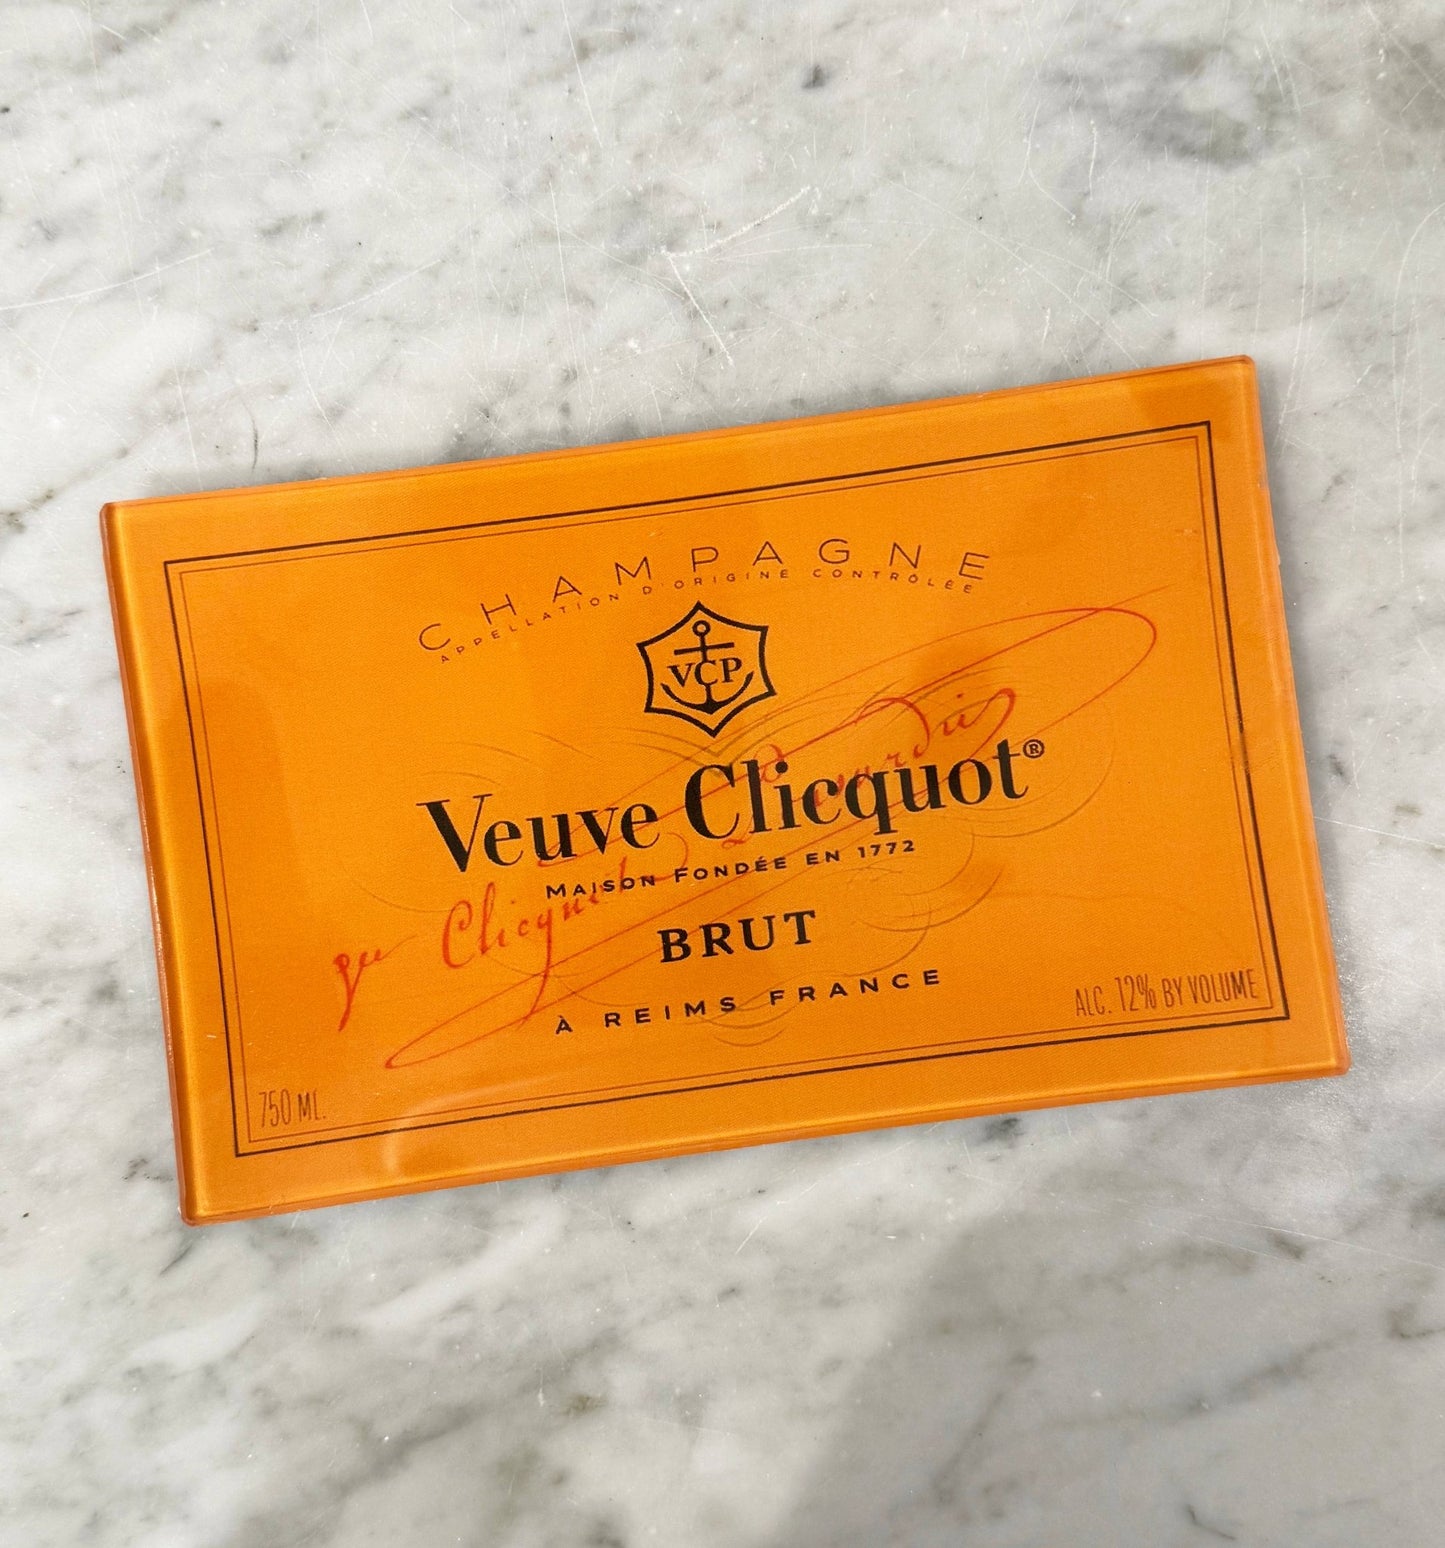 CHAMPAGNE
APPELLATION D'ORIGINE CONTRÔLÉE
VCP
Veuve Clicquot®
MAISON FONDÉE EN 1772
Clicquot
BRUT
À REIMS FRANCE
ALC. 12% BY VOLUME
750 ML.